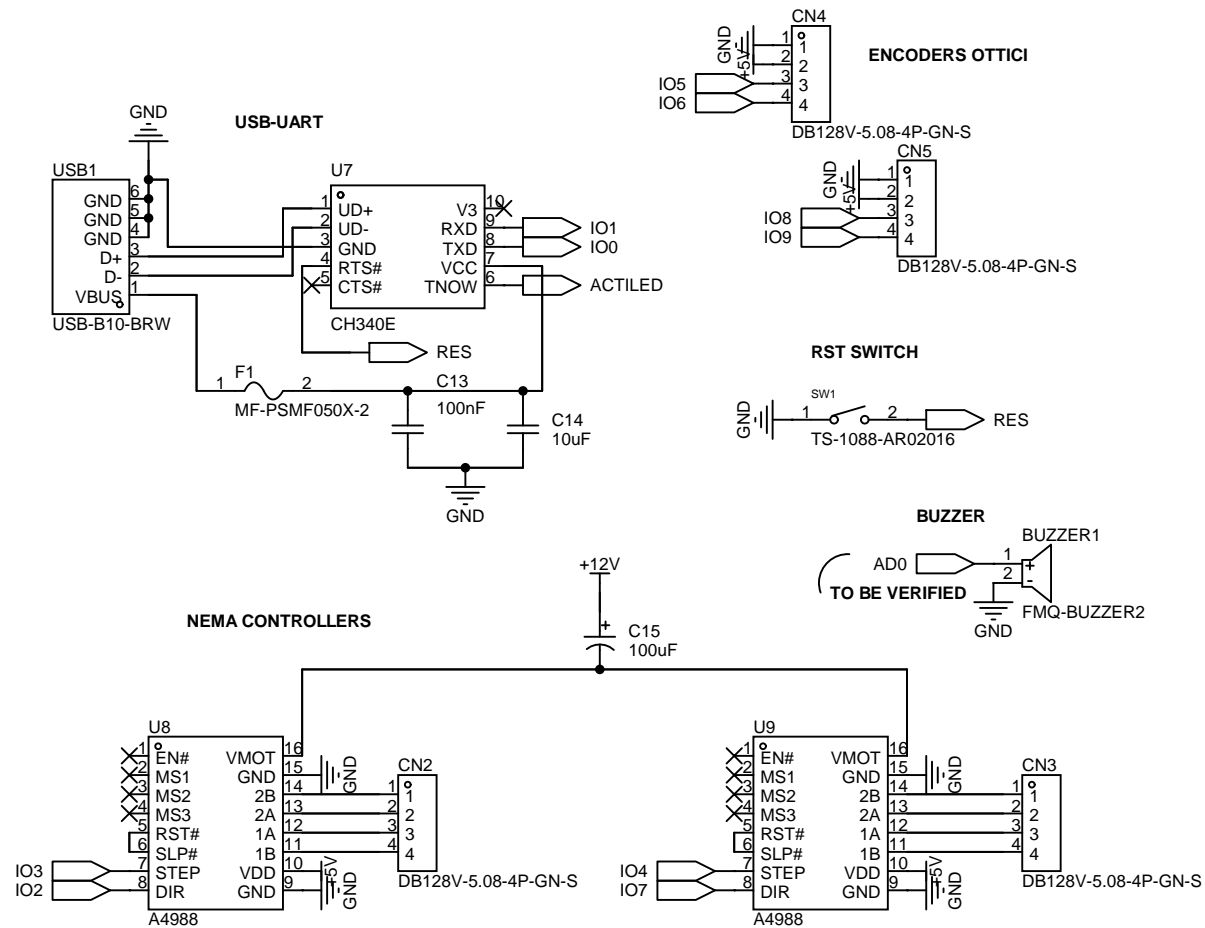 CN4
GND
+5V
1
2
3
4
1
2
3
4
ENCODERS OTTICI
IO5
IO6
DB128V-5.08-4P-GN-S
CN5
GND
+5V
1
2
3
4
1
2
3
4
IO8
IO9
DB128V-5.08-4P-GN-S
GND
USB-UART
USB1
GND
GND
GND
D+
D-
VBUS
6
5
4
3
2
1
USB-B10-BRW
U7
1
2
3
4
5
UD+
UD-
GND
RTS#
CTS#
V3
RXD
TXD
VCC
TNOW
10
9
8
7
6
IO1
IO0
ACTILED
CH340E
RES
F1
1
2
MF-PSMF050X-2
C13
100nF
C14
10uF
GND
RST SWITCH
SW1
GND
1
2
RES
TS-1088-AR02016
BUZZER
BUZZER1
AD0
1
2
+
-
TO BE VERIFIED
GND
FMQ-BUZZER2
+12V
+
C15
100uF
NEMA CONTROLLERS
U8
1
2
3
4
5
6
7
8
EN#
MS1
MS2
MS3
RST#
SLP#
STEP
DIR
VMOT
GND
2B
2A
1A
1B
VDD
GND
16
15
14
13
12
11
10
9
GND
+5V
GND
IO3
IO2
A4988
CN2
1
2
3
4
1
2
3
4
DB128V-5.08-4P-GN-S
U9
1
2
3
4
5
6
7
8
EN#
MS1
MS2
MS3
RST#
SLP#
STEP
DIR
VMOT
GND
2B
2A
1A
1B
VDD
GND
16
15
14
13
12
11
10
9
GND
+5V
GND
IO4
IO7
A4988
CN3
1
2
3
4
1
2
3
4
DB128V-5.08-4P-GN-S